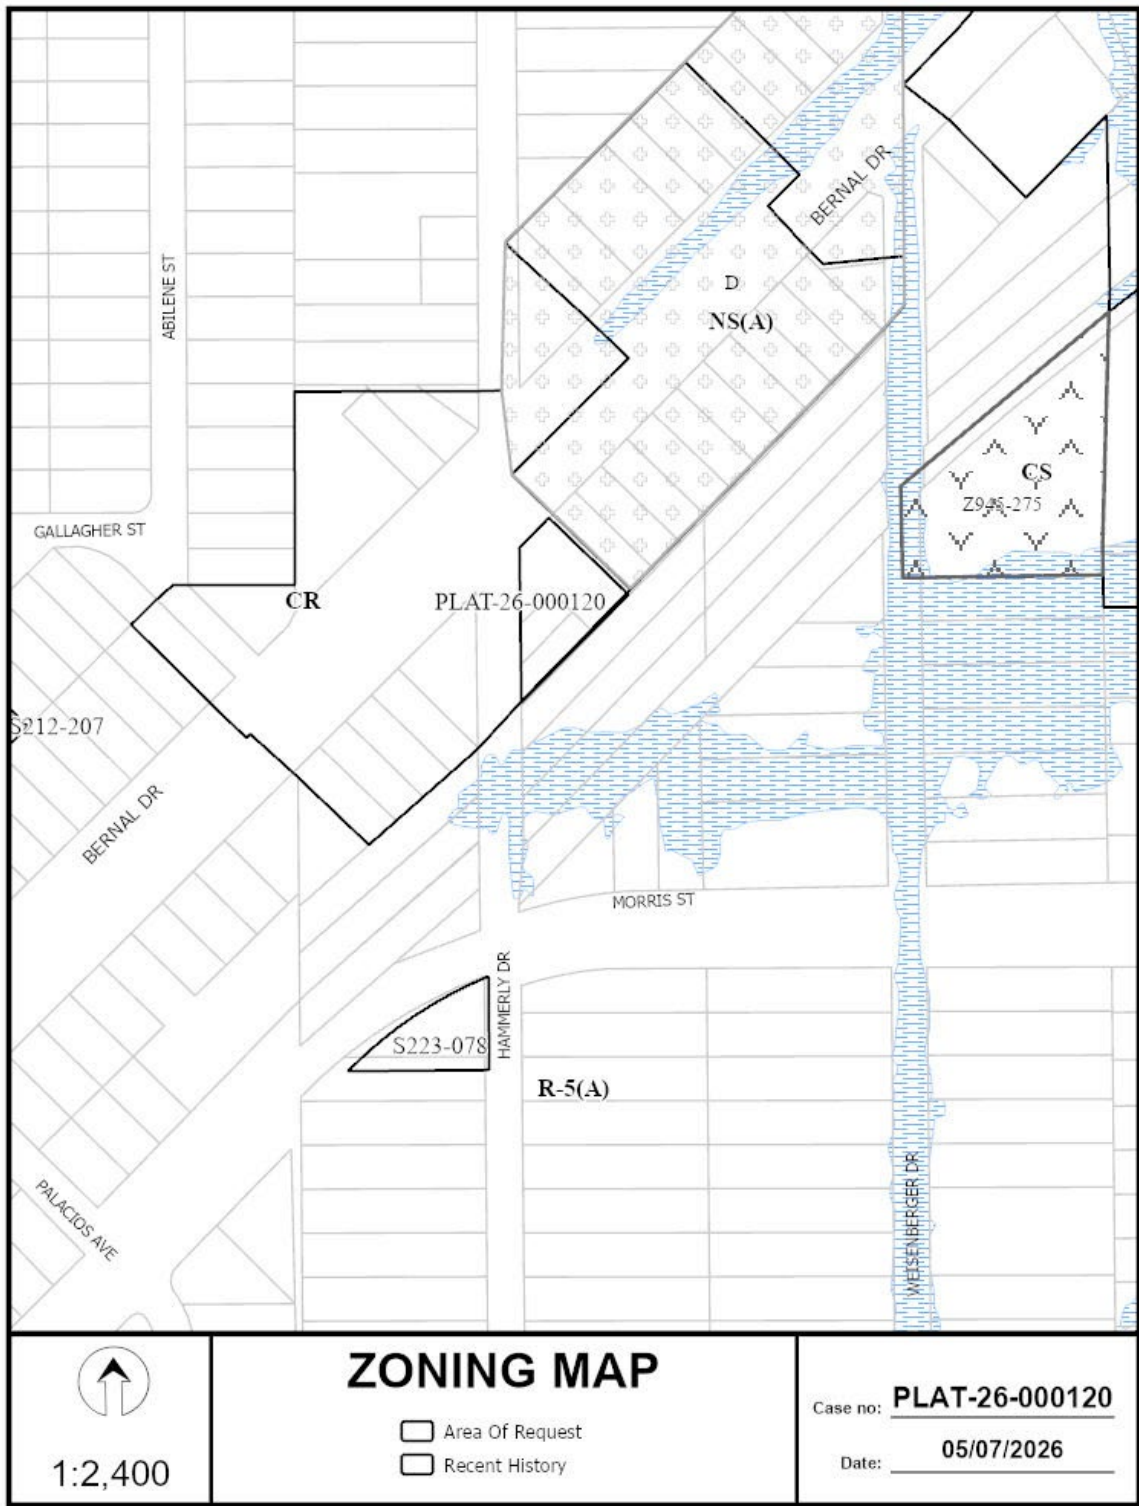 BERNAL DR
ABILENE ST
D
NS(A)
CS
Z945-275
GALLAGHER ST
CR
PLAT-26-000120
S212-207
BERNAL DR
MORRIS ST
HAMMERLY DR
S223-078
R-5(A)
WEISENBERGER DR
PALACIOS AVE
1:2,400
ZONING MAP
Area Of Request
Recent History
Case no: PLAT-26-000120
Date: 05/07/2026